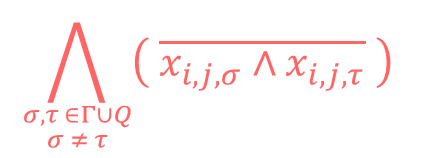 ⋀_{σ,τ ∈Γ∪Q, σ ≠ τ} ( \overline{x_{i,j,σ} ∧ x_{i,j,τ}} )